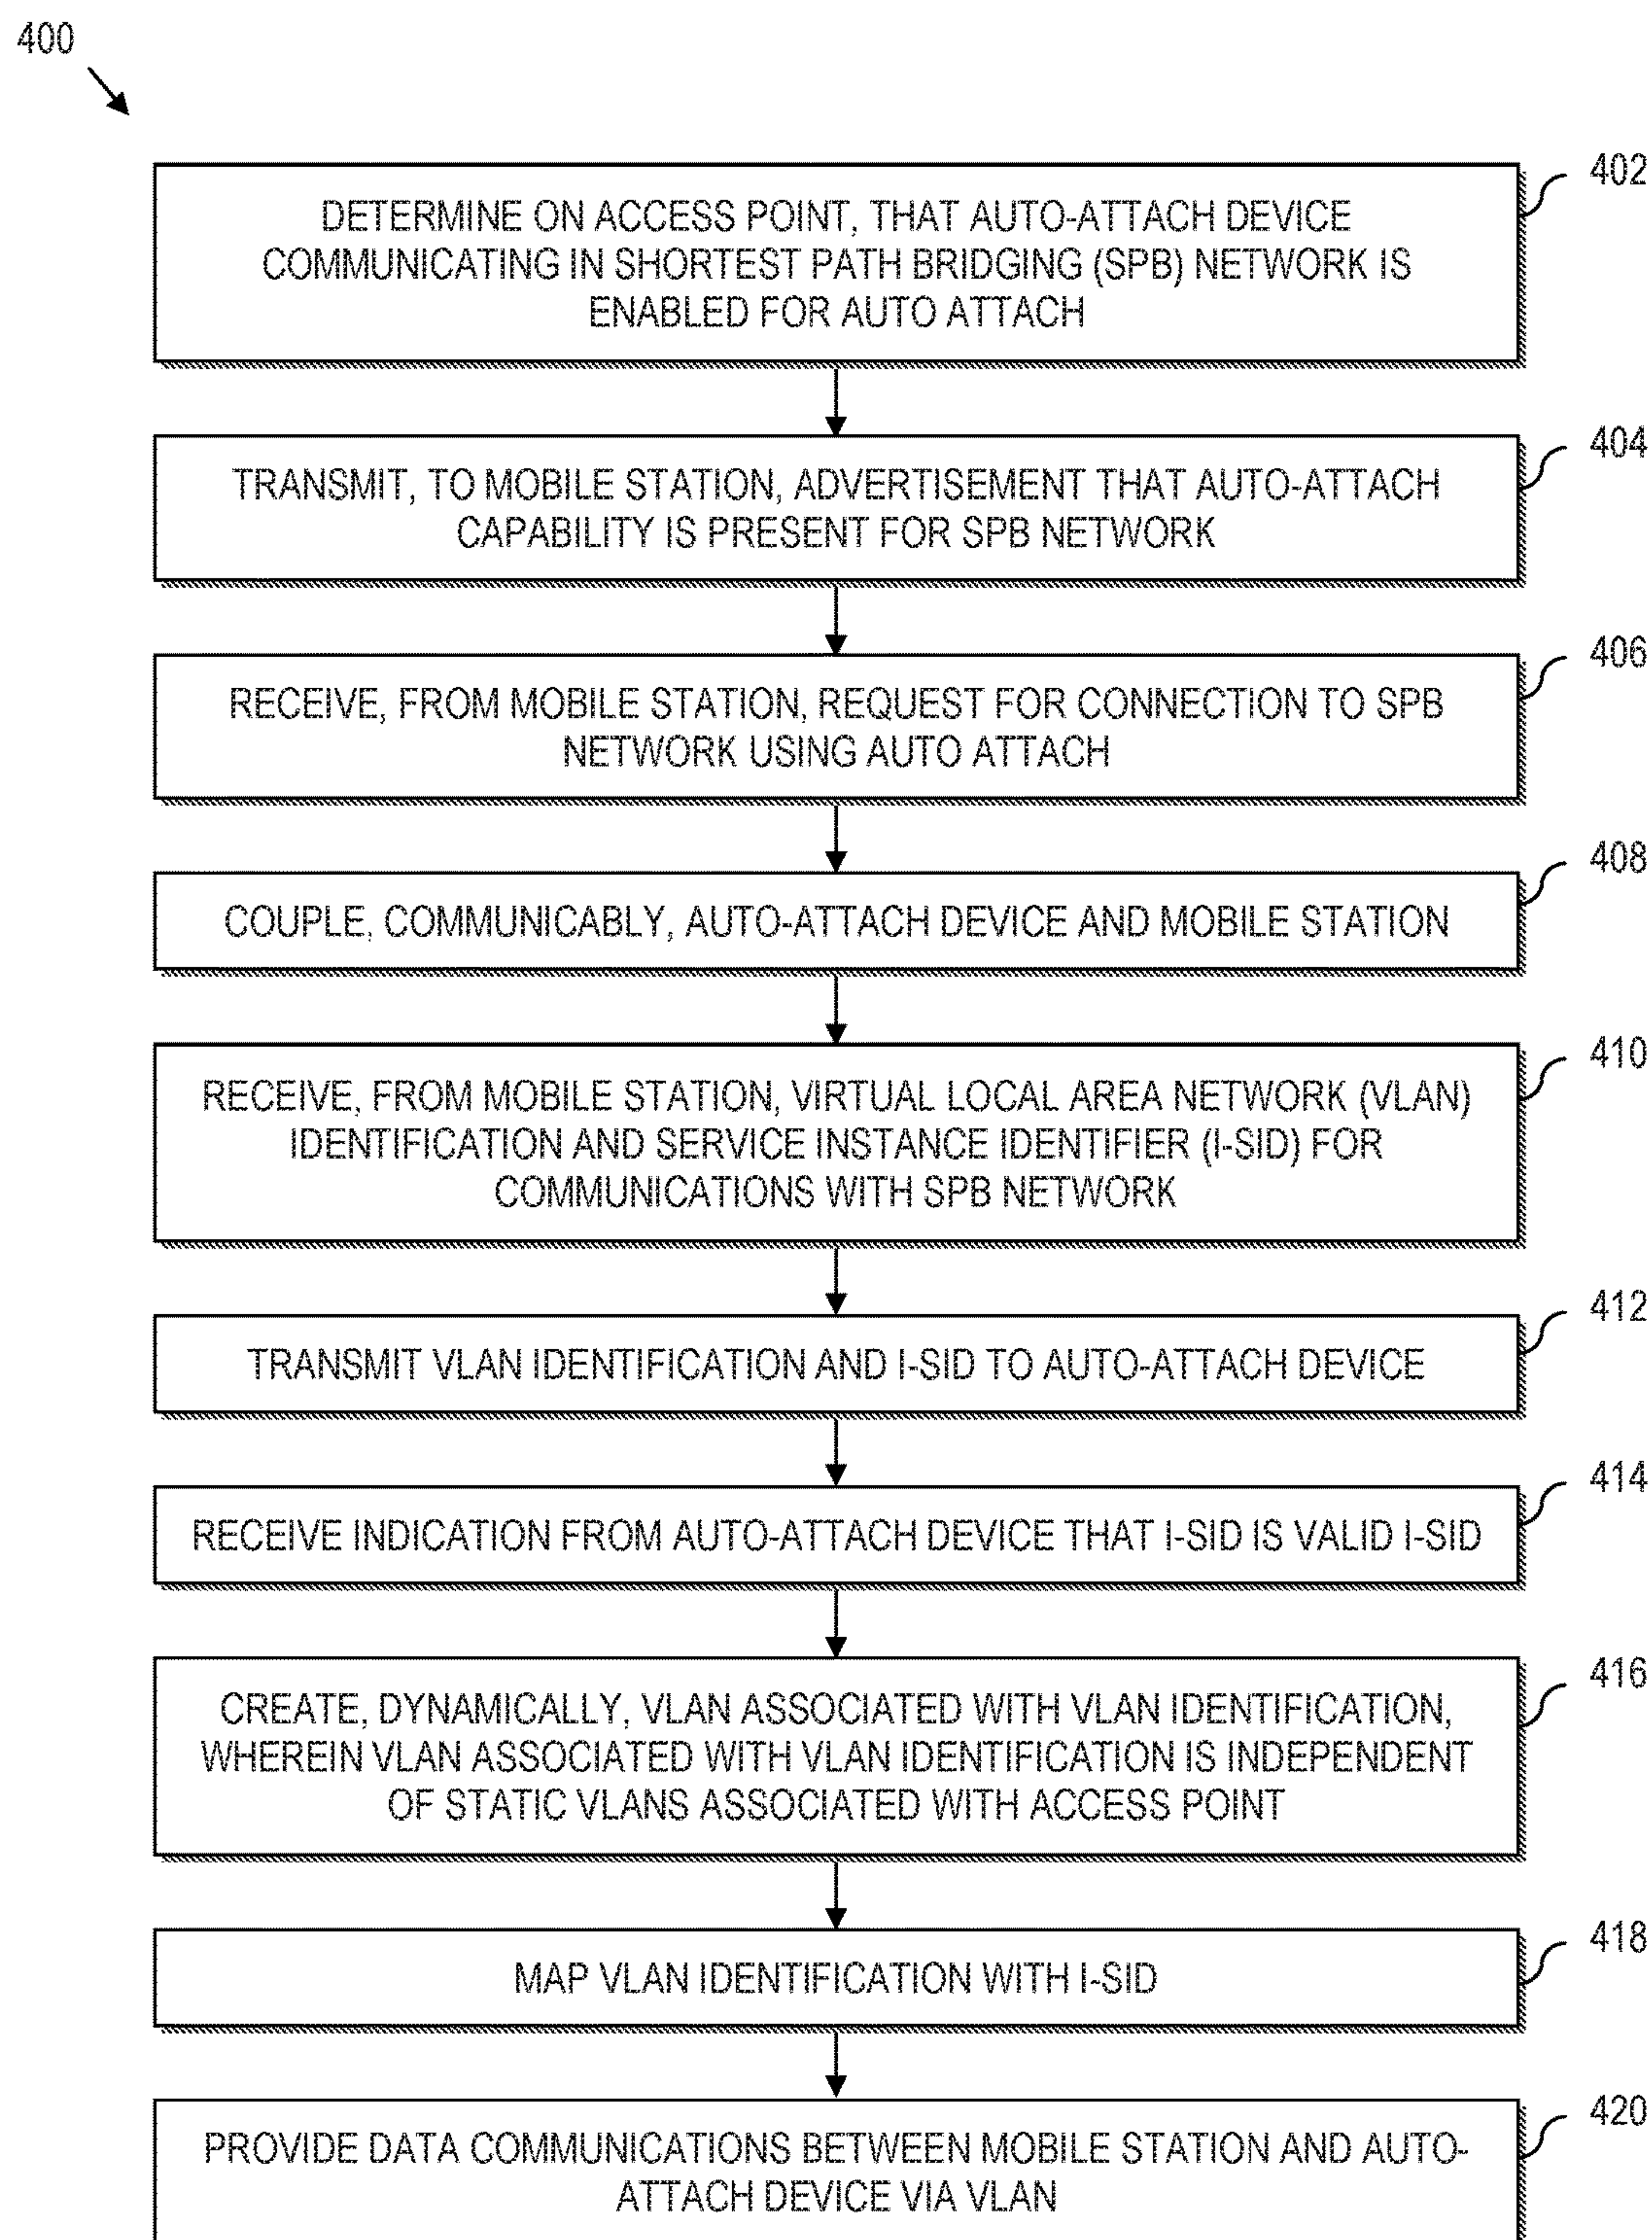 400
402
DETERMINE ON ACCESS POINT, THAT AUTO-ATTACH DEVICE
COMMUNICATING IN SHORTEST PATH BRIDGING (SPB) NETWORK IS
ENABLED FOR AUTO ATTACH
404
TRANSMIT, TO MOBILE STATION, ADVERTISEMENT THAT AUTO-ATTACH
CAPABILITY IS PRESENT FOR SPB NETWORK
406
RECEIVE, FROM MOBILE STATION, REQUEST FOR CONNECTION TO SPB
NETWORK USING AUTO ATTACH
408
COUPLE, COMMUNICABLY, AUTO-ATTACH DEVICE AND MOBILE STATION
410
RECEIVE, FROM MOBILE STATION, VIRTUAL LOCAL AREA NETWORK (VLAN)
IDENTIFICATION AND SERVICE INSTANCE IDENTIFIER (I-SID) FOR
COMMUNICATIONS WITH SPB NETWORK
412
TRANSMIT VLAN IDENTIFICATION AND I-SID TO AUTO-ATTACH DEVICE
414
RECEIVE INDICATION FROM AUTO-ATTACH DEVICE THAT I-SID IS VALID I-SID
416
CREATE, DYNAMICALLY, VLAN ASSOCIATED WITH VLAN IDENTIFICATION,
WHEREIN VLAN ASSOCIATED WITH VLAN IDENTIFICATION IS INDEPENDENT
OF STATIC VLANS ASSOCIATED WITH ACCESS POINT
418
MAP VLAN IDENTIFICATION WITH I-SID
420
PROVIDE DATA COMMUNICATIONS BETWEEN MOBILE STATION AND AUTO-
ATTACH DEVICE VIA VLAN